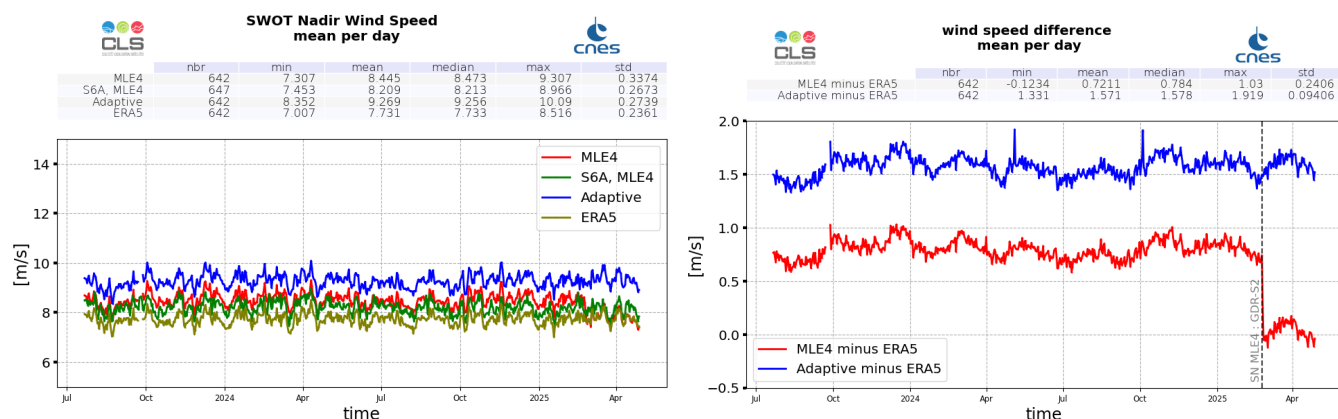 SWOT Nadir Wind Speed
mean per day
CLS
cnes
nbr min mean median max std
MLE4 642 7.307 8.445 8.473 9.307 0.3374
S6A, MLE4 647 7.453 8.209 8.213 8.966 0.2673
Adaptive 642 8.352 9.269 9.256 10.09 0.2739
ERA5 642 7.007 7.731 7.733 8.516 0.2361
14
12
10
8
6
[m/s]
MLE4
S6A, MLE4
Adaptive
ERA5
Jul Oct 2024 Apr Jul Oct 2025 Apr
time
wind speed difference
mean per day
CLS
cnes
nbr min mean median max std
MLE4 minus ERA5 642 -0.1234 0.7211 0.784 1.03 0.2406
Adaptive minus ERA5 642 1.331 1.571 1.578 1.919 0.09406
2.0
1.5
1.0
0.5
0.0
−0.5
[m/s]
MLE4 minus ERA5
Adaptive minus ERA5
SN MLE4 : GDR-S2
Jul Oct 2024 Apr Jul Oct 2025 Apr
time